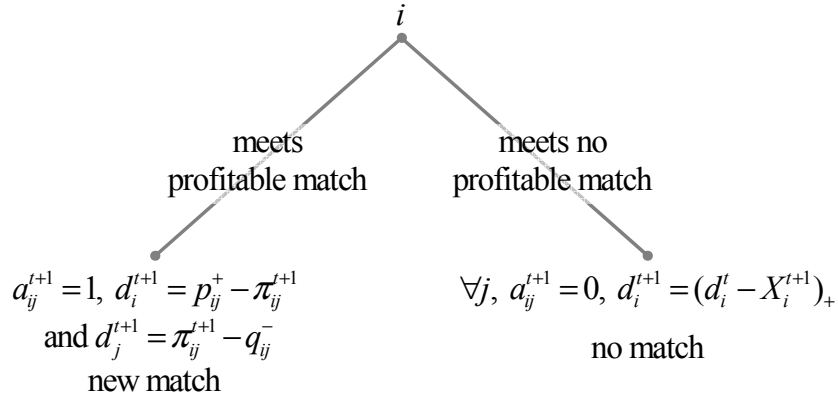 i
meets
profitable match
meets no
profitable match
a_{ij}^{t+1} = 1, d_i^{t+1} = p_{ij}^+ − π_{ij}^{t+1}
and d_j^{t+1} = π_{ij}^{t+1} − q_{ij}^-
new match
∀j, a_{ij}^{t+1} = 0, d_i^{t+1} = (d_i^t − X_i^{t+1})_+
no match